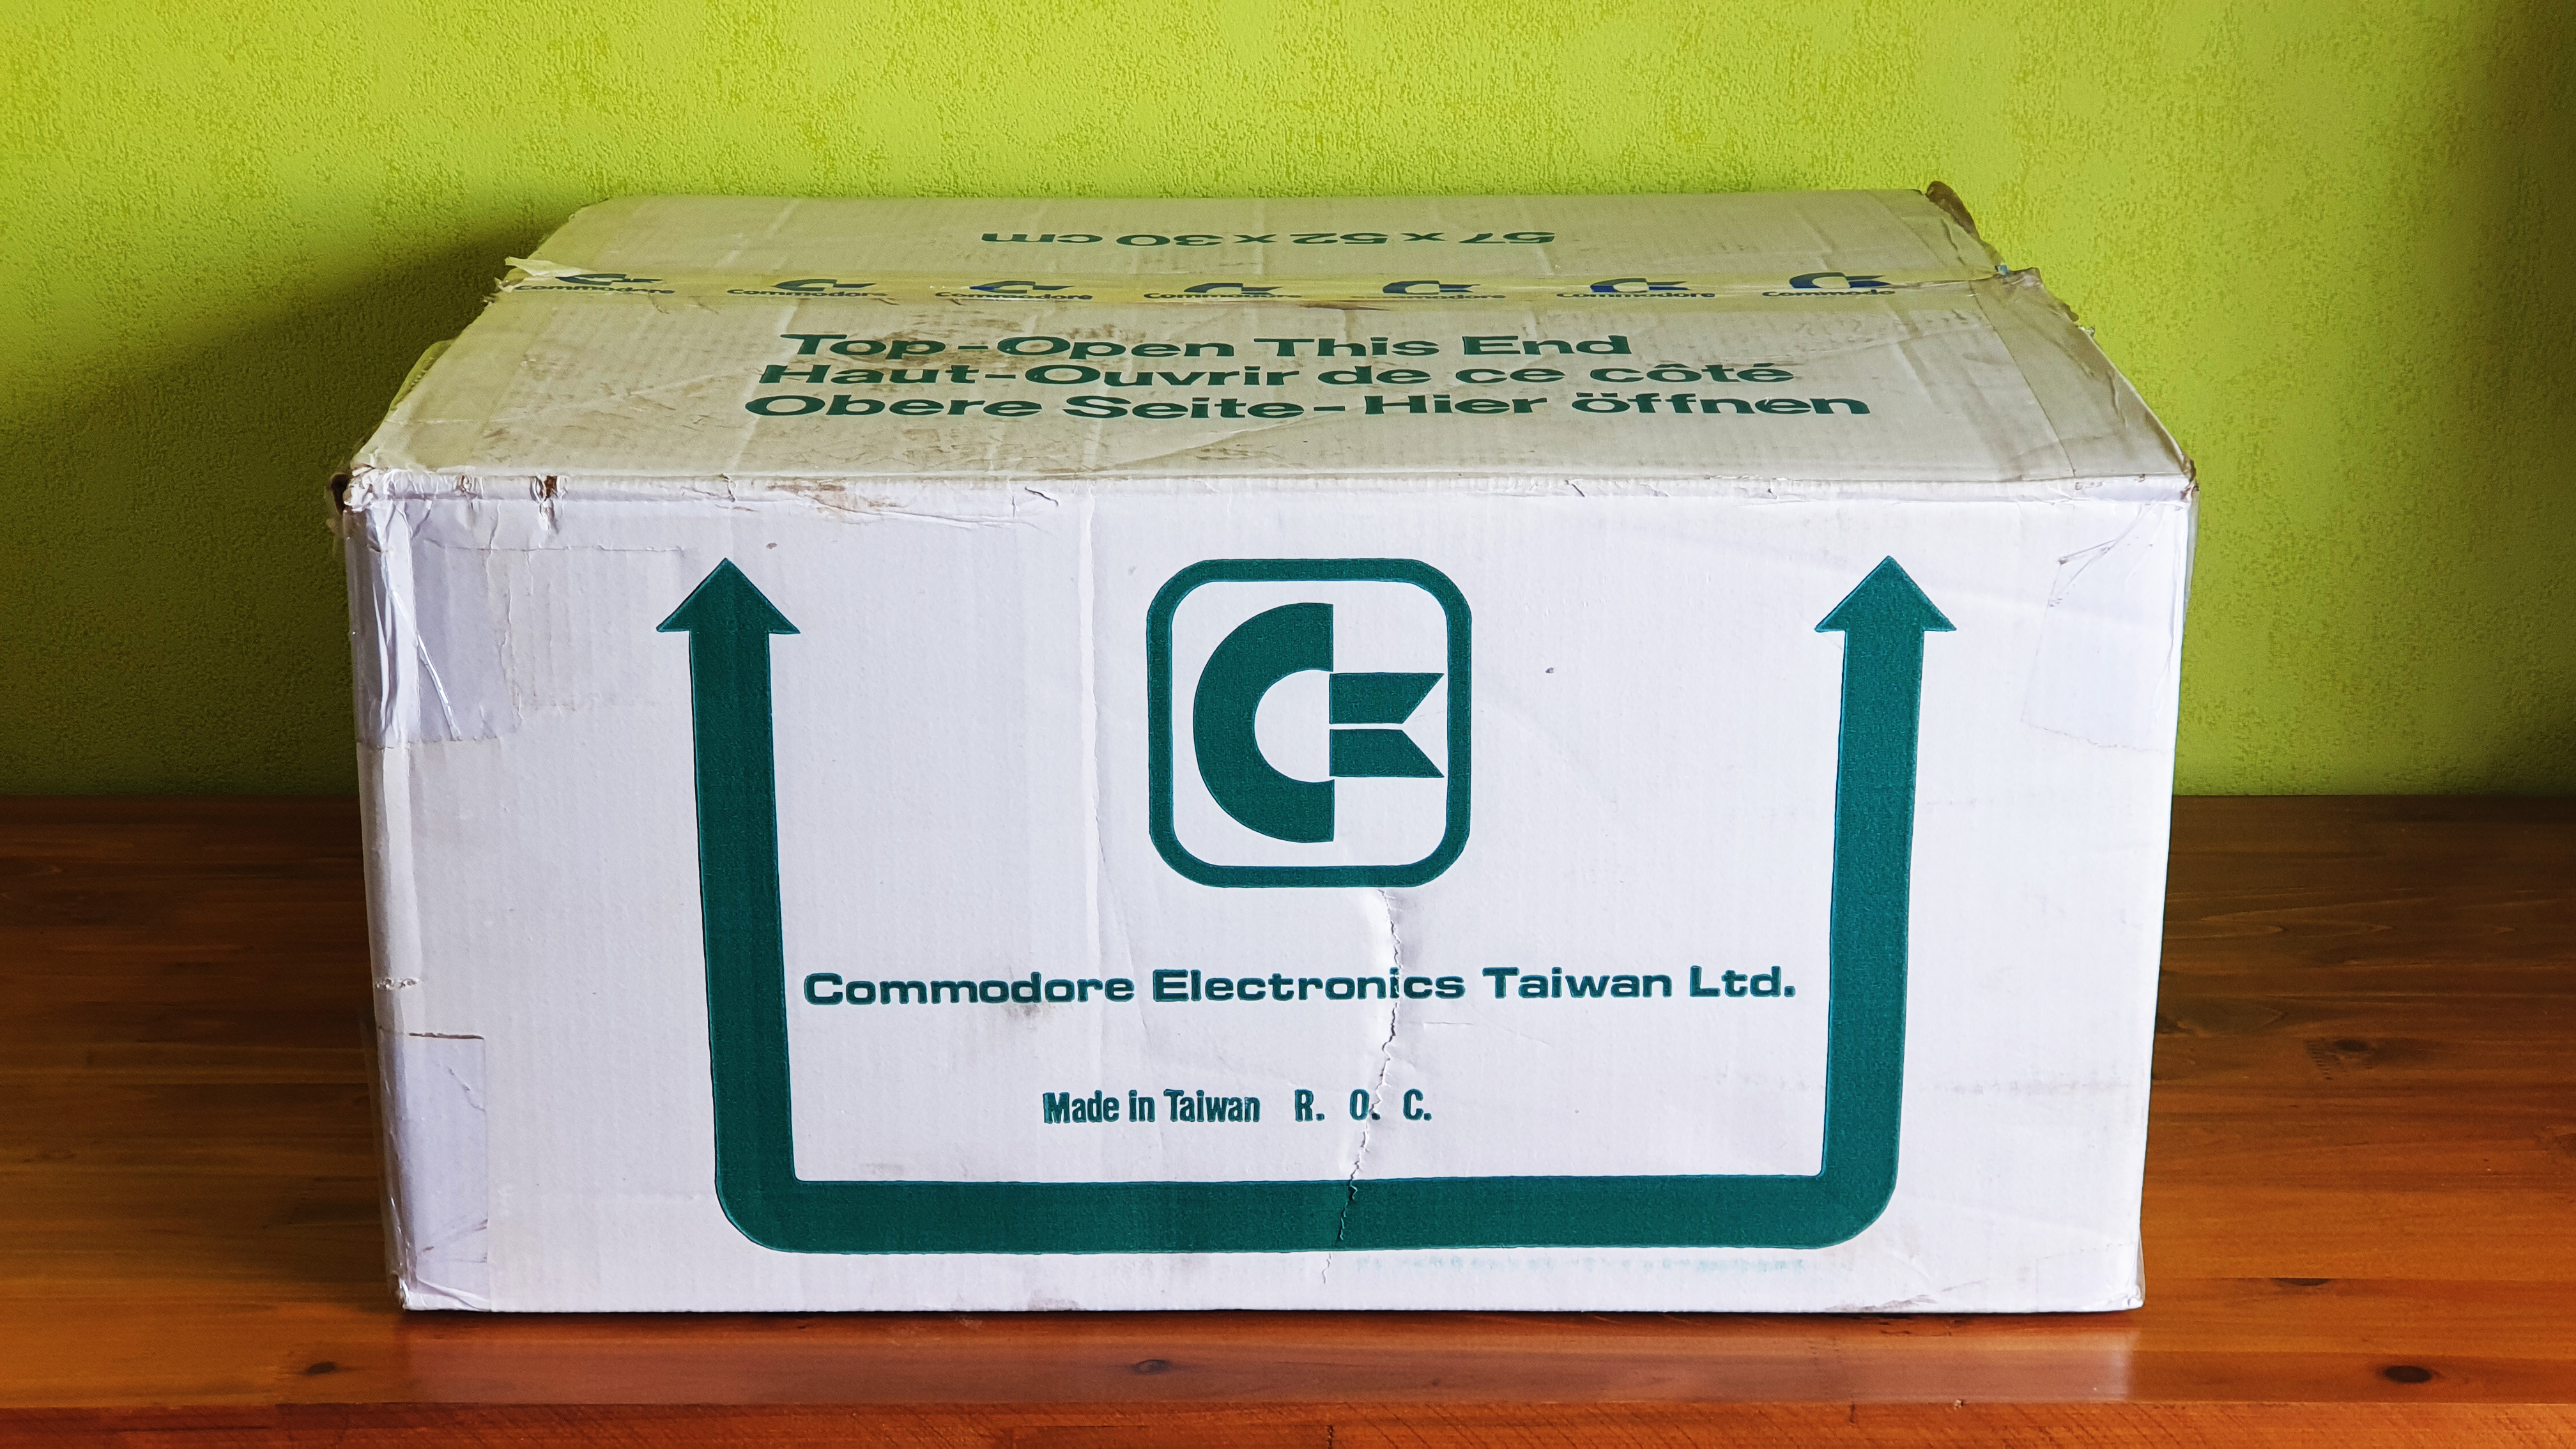 57 x 52 x 30 cm
Commodore Commodore Commodore Commodore Commodore Commodore Commodo
Top-Open This End
Haut-Ouvrir de ce côté
Obere Seite-Hier öffnen
Commodore Electronics Taiwan Ltd.
Made in Taiwan R. O. C.